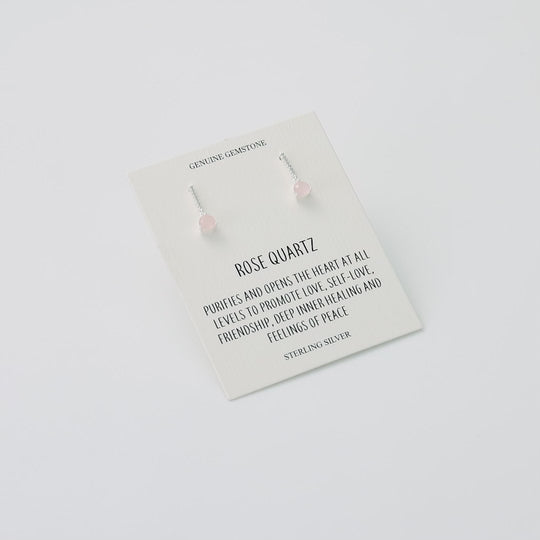 GENUINE GEMSTONE
ROSE QUARTZ
PURIFIES AND OPENS THE HEART AT ALL
LEVELS TO PROMOTE LOVE, SELF-LOVE,
FRIENDSHIP, DEEP INNER HEALING AND
FEELINGS OF PEACE
STERLING SILVER